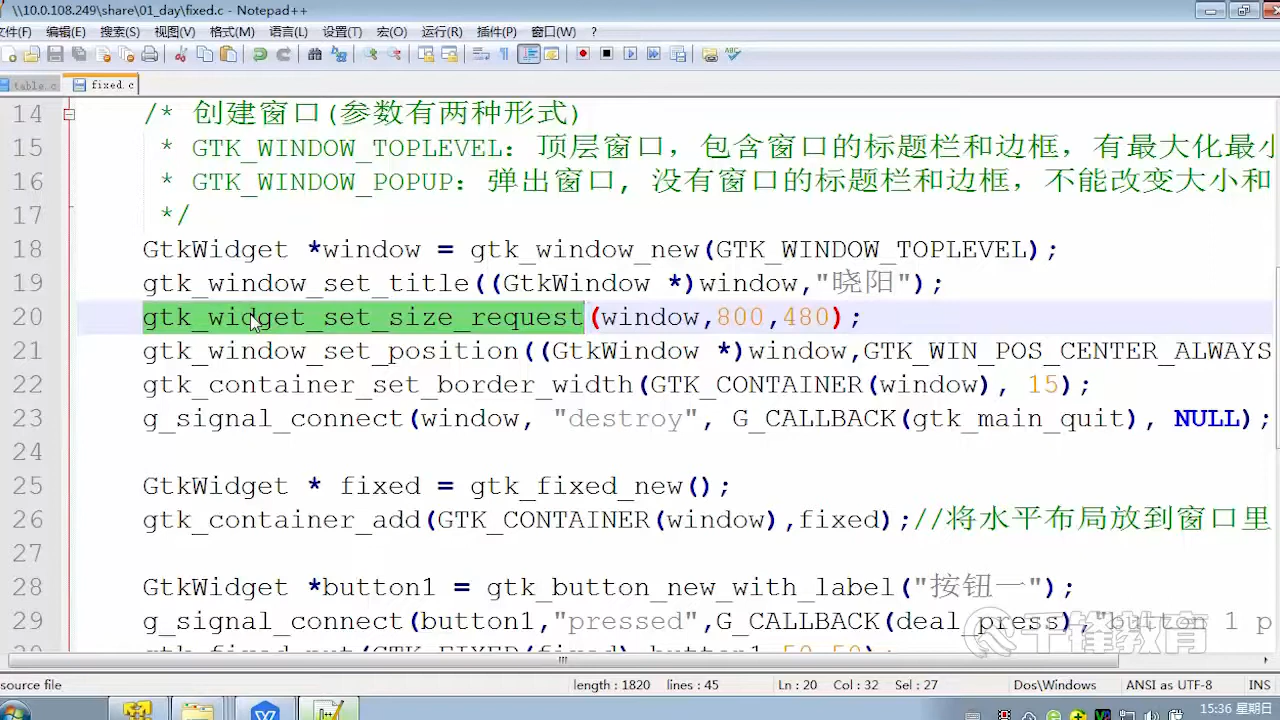 \\10.0.108.249\share\01_day\fixed.c - Notepad++
文件(F) 编辑(E) 搜索(S) 视图(V) 格式(M) 语言(L) 设置(T) 宏(O) 运行(R) 插件(P) 窗口(W) ?
table.c fixed.c
14 /* 创建窗口(参数有两种形式)
15 * GTK_WINDOW_TOPLEVEL: 顶层窗口, 包含窗口的标题栏和边框, 有最大化最小
16 * GTK_WINDOW_POPUP: 弹出窗口, 没有窗口的标题栏和边框, 不能改变大小和
17 */
18 GtkWidget *window = gtk_window_new(GTK_WINDOW_TOPLEVEL);
19 gtk_window_set_title((GtkWindow *)window,"晓阳");
20 gtk_widget_set_size_request(window,800,480);
21 gtk_window_set_position((GtkWindow *)window,GTK_WIN_POS_CENTER_ALWAYS
22 gtk_container_set_border_width(GTK_CONTAINER(window), 15);
23 g_signal_connect(window, "destroy", G_CALLBACK(gtk_main_quit), NULL);
24
25 GtkWidget * fixed = gtk_fixed_new();
26 gtk_container_add(GTK_CONTAINER(window),fixed);//将水平布局放到窗口里
27
28 GtkWidget *button1 = gtk_button_new_with_label("按钮一");
29 g_signal_connect(button1,"pressed",G_CALLBACK(deal_press),"button 1 p
千锋教育
gtk_fixed_put(GTK_FIXED(fixed),button1,50,50);
source file length : 1820 lines : 45 Ln : 20 Col : 32 Sel : 27 Dos\Windows ANSI as UTF-8 INS
15:36 星期日